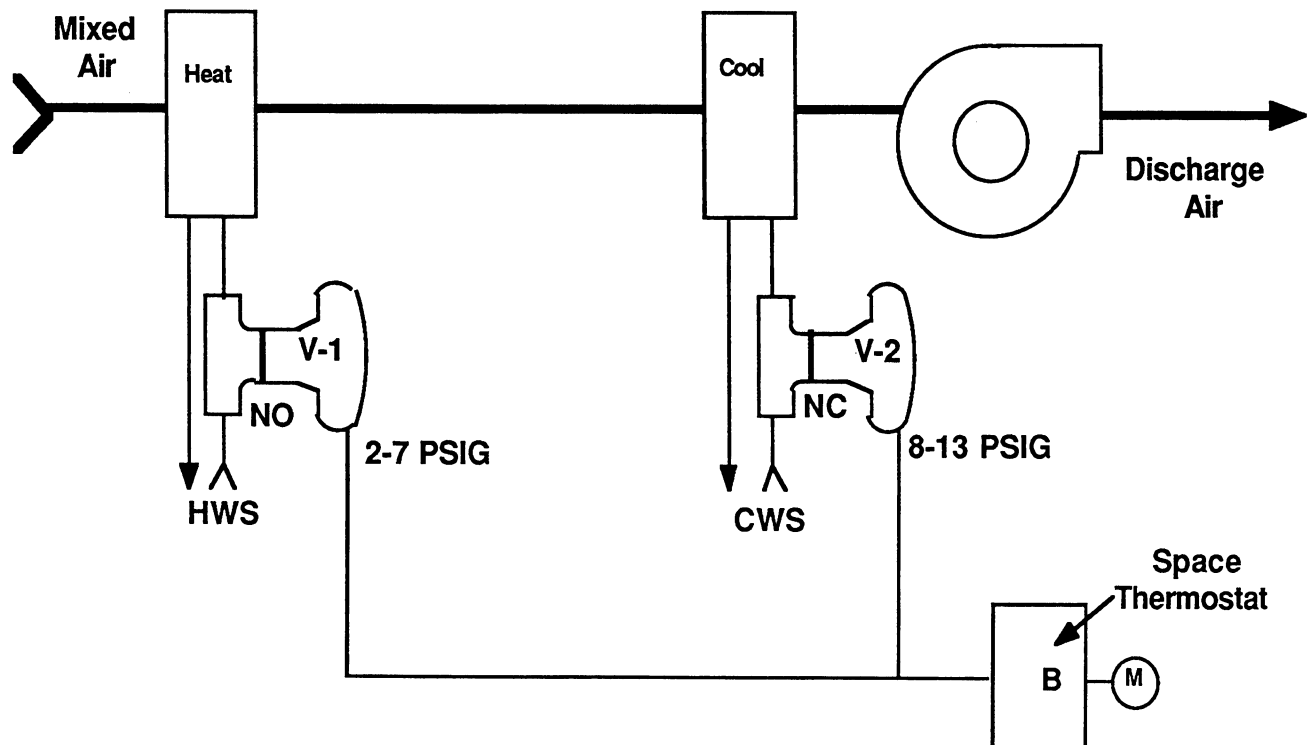 Mixed
Air
Heat
Cool
Discharge
Air
V-1
V-2
NO
NC
2-7 PSIG
8-13 PSIG
HWS
CWS
Space
Thermostat
B
M